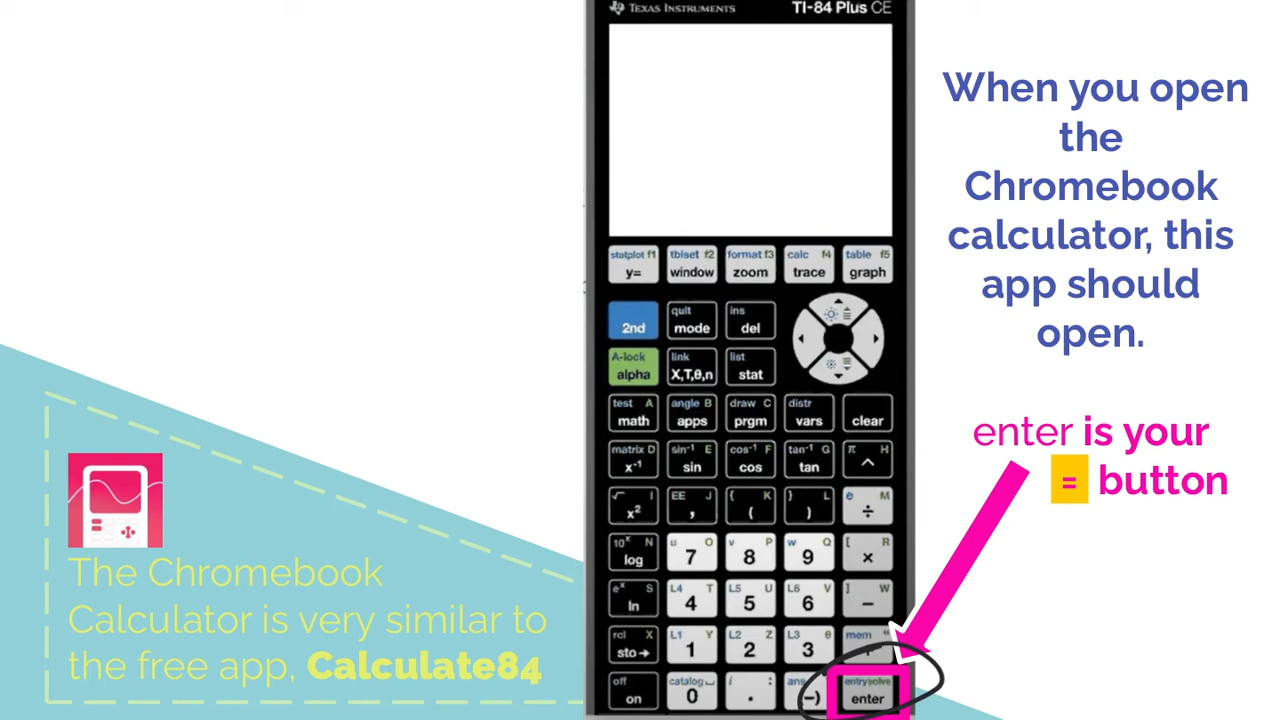 TEXAS INSTRUMENTS TI-84 Plus CE
When you open
the
Chromebook
calculator, this
app should
open.
enter is your
= button
statplot f1 tblset f2 format f3 calc f4 table f5
y= window zoom trace graph
quit ins
2nd mode del
A-lock link list
alpha X,T,θ,n stat
test A angle B draw C distr
math apps prgm vars clear
matrix D sin⁻¹ E cos⁻¹ F tan⁻¹ G π H
x⁻¹ sin cos tan ^
√ I EE J { K } L e M
x² , ( ) ÷
10ˣ N u O v P w Q [ R
log 7 8 9 ×
eˣ S L4 T L5 U L6 V ] W
ln 4 5 6 −
rcl X L1 Y L2 Z L3 θ mem "
sto→ 1 2 3 +
off catalog i : ans entry solve
on 0 . -) enter
The Chromebook
Calculator is very similar to
the free app, Calculate84